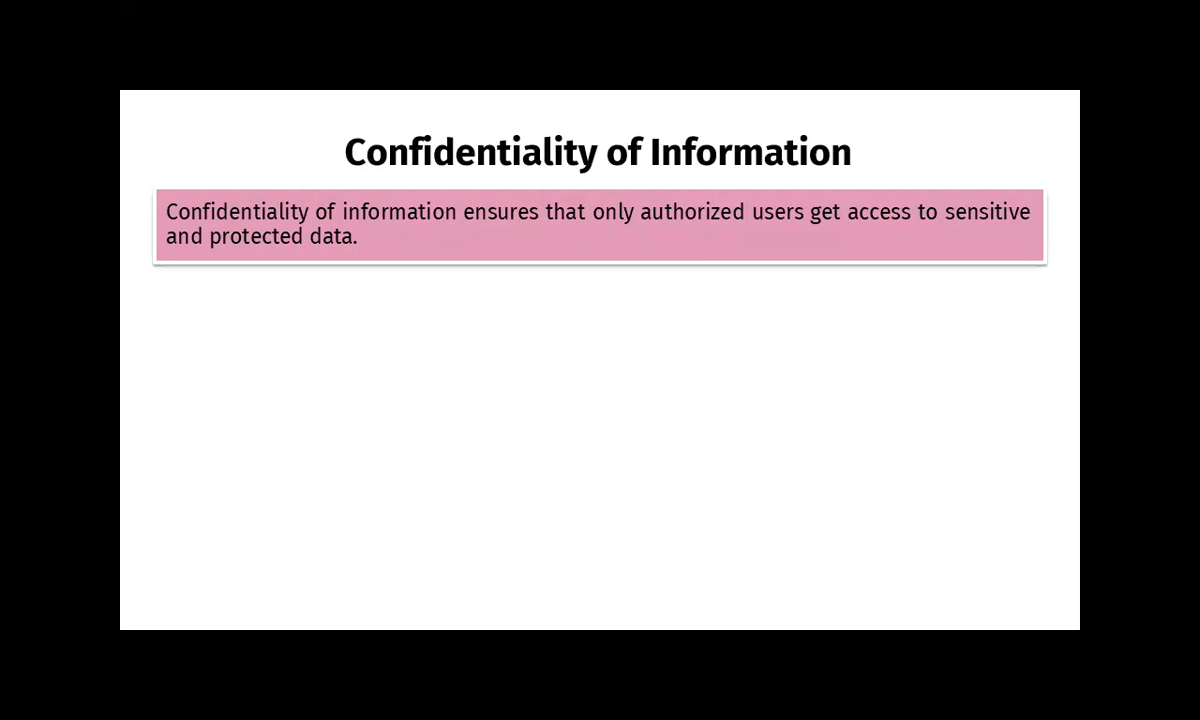 Confidentiality of Information
Confidentiality of information ensures that only authorized users get access to sensitive
and protected data.